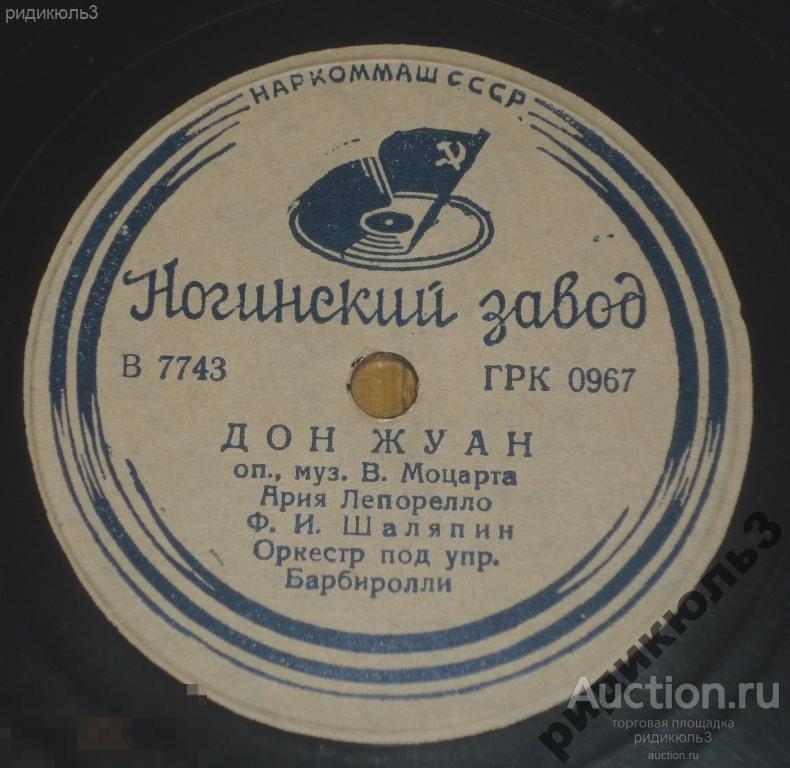 ридикюль3
НАРКОММАШ СССР
Ногинский завод
В 7743 ГРК 0967
ДОН ЖУАН
оп., муз. В. Моцарта
Ария Лепорелло
Ф. И. Шаляпин
Оркестр под упр.
Барбиролли
ридикюль3
Auction.ru
торговая площадка
ридикюль3
auction.ru